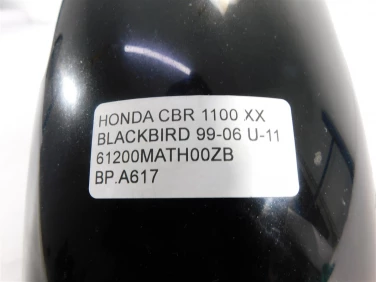 HONDA CBR 1100 XX
BLACKBIRD 99-06 U-11
61200MATH00ZB
BP.A617